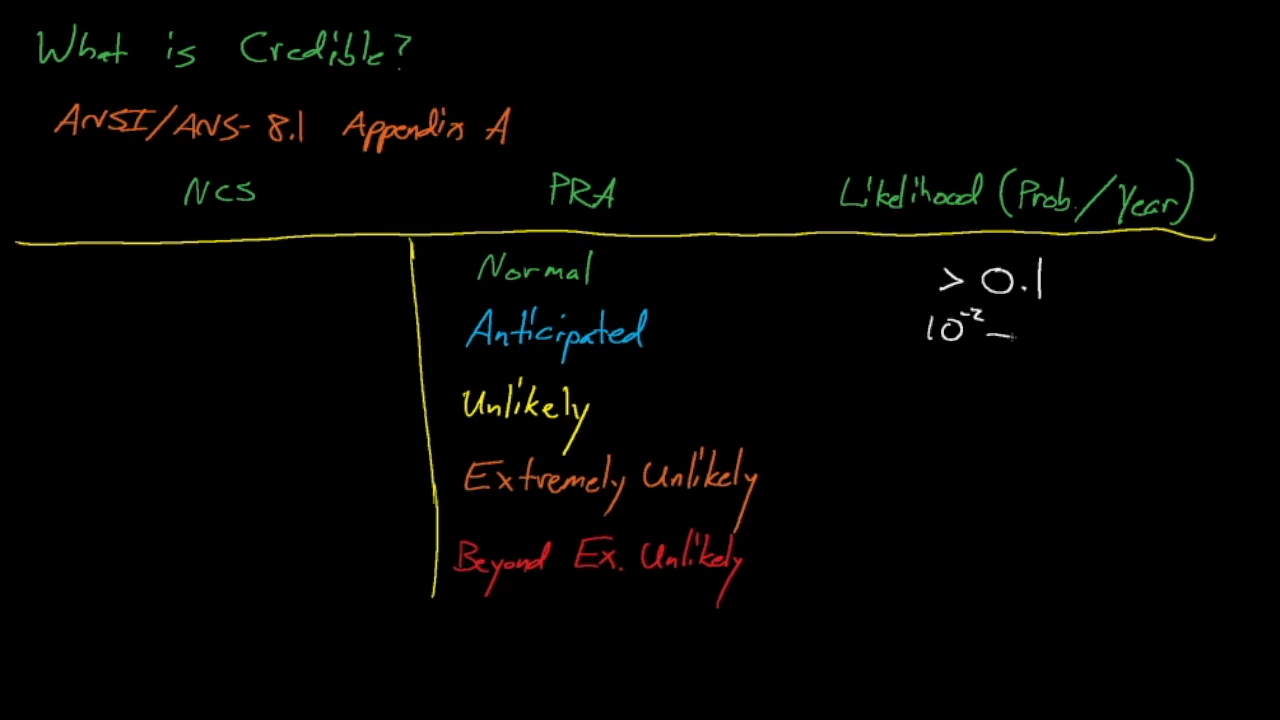 What is Credible?
ANSI/ANS-8.1 Appendix A
NCS PRA Likelihood (Prob./Year)
Normal > 0.1
Anticipated 10⁻² –
Unlikely
Extremely Unlikely
Beyond Ex. Unlikely